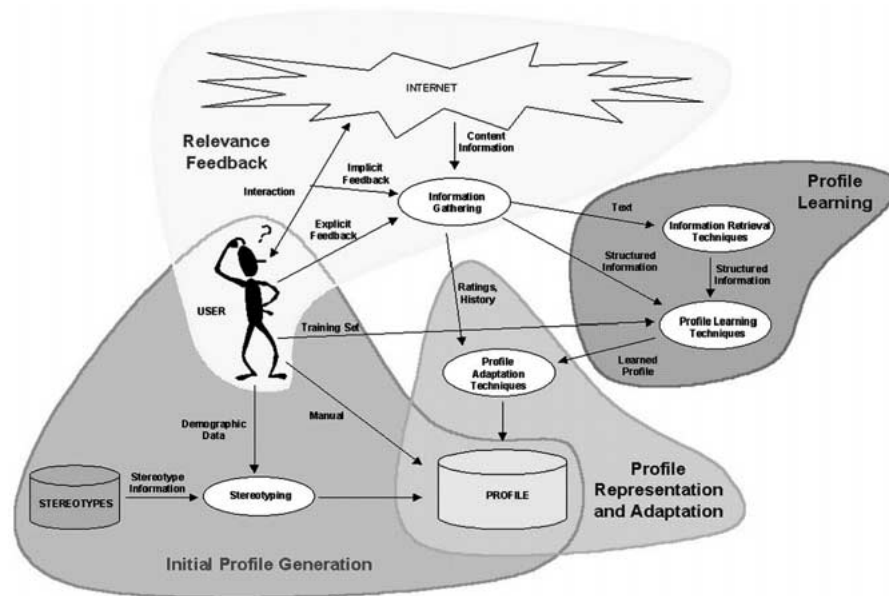 INTERNET
Relevance
Feedback
Content
Information
Implicit
Feedback
Interaction
Information
Gathering
Profile
Learning
Text
Explicit
Feedback
Information Retrieval
Techniques
?
Structured
Information
Structured
Information
USER
Ratings,
History
Training Set
Profile Learning
Techniques
Profile
Adaptation
Techniques
Learned
Profile
Demographic
Data
Manual
Stereotype
Information
STEREOTYPES
Stereotyping
PROFILE
Profile
Representation
and Adaptation
Initial Profile Generation